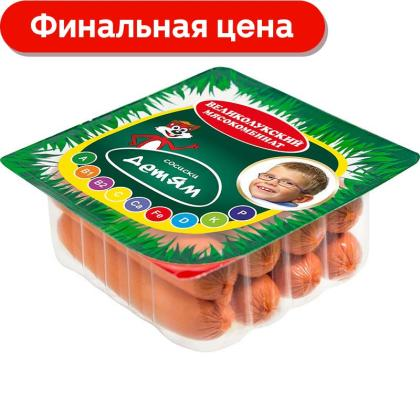 Финальная цена
ВЕЛИКОЛУКСКИЙ
МЯСОКОМБИНАТ
сосиски
Детям
A
B1
B2
C
Ca
Fe
D
K
P